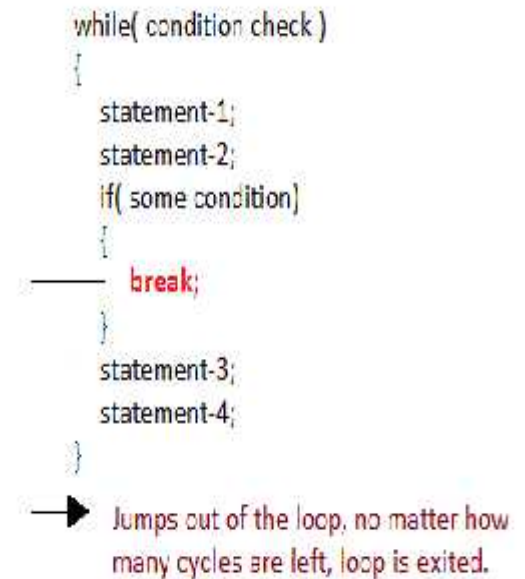 while( condition check )
{
statement-1;
statement-2;
if( some condition)
{
break;
}
statement-3;
statement-4;
}
Jumps out of the loop, no matter how
many cycles are left, loop is exited.